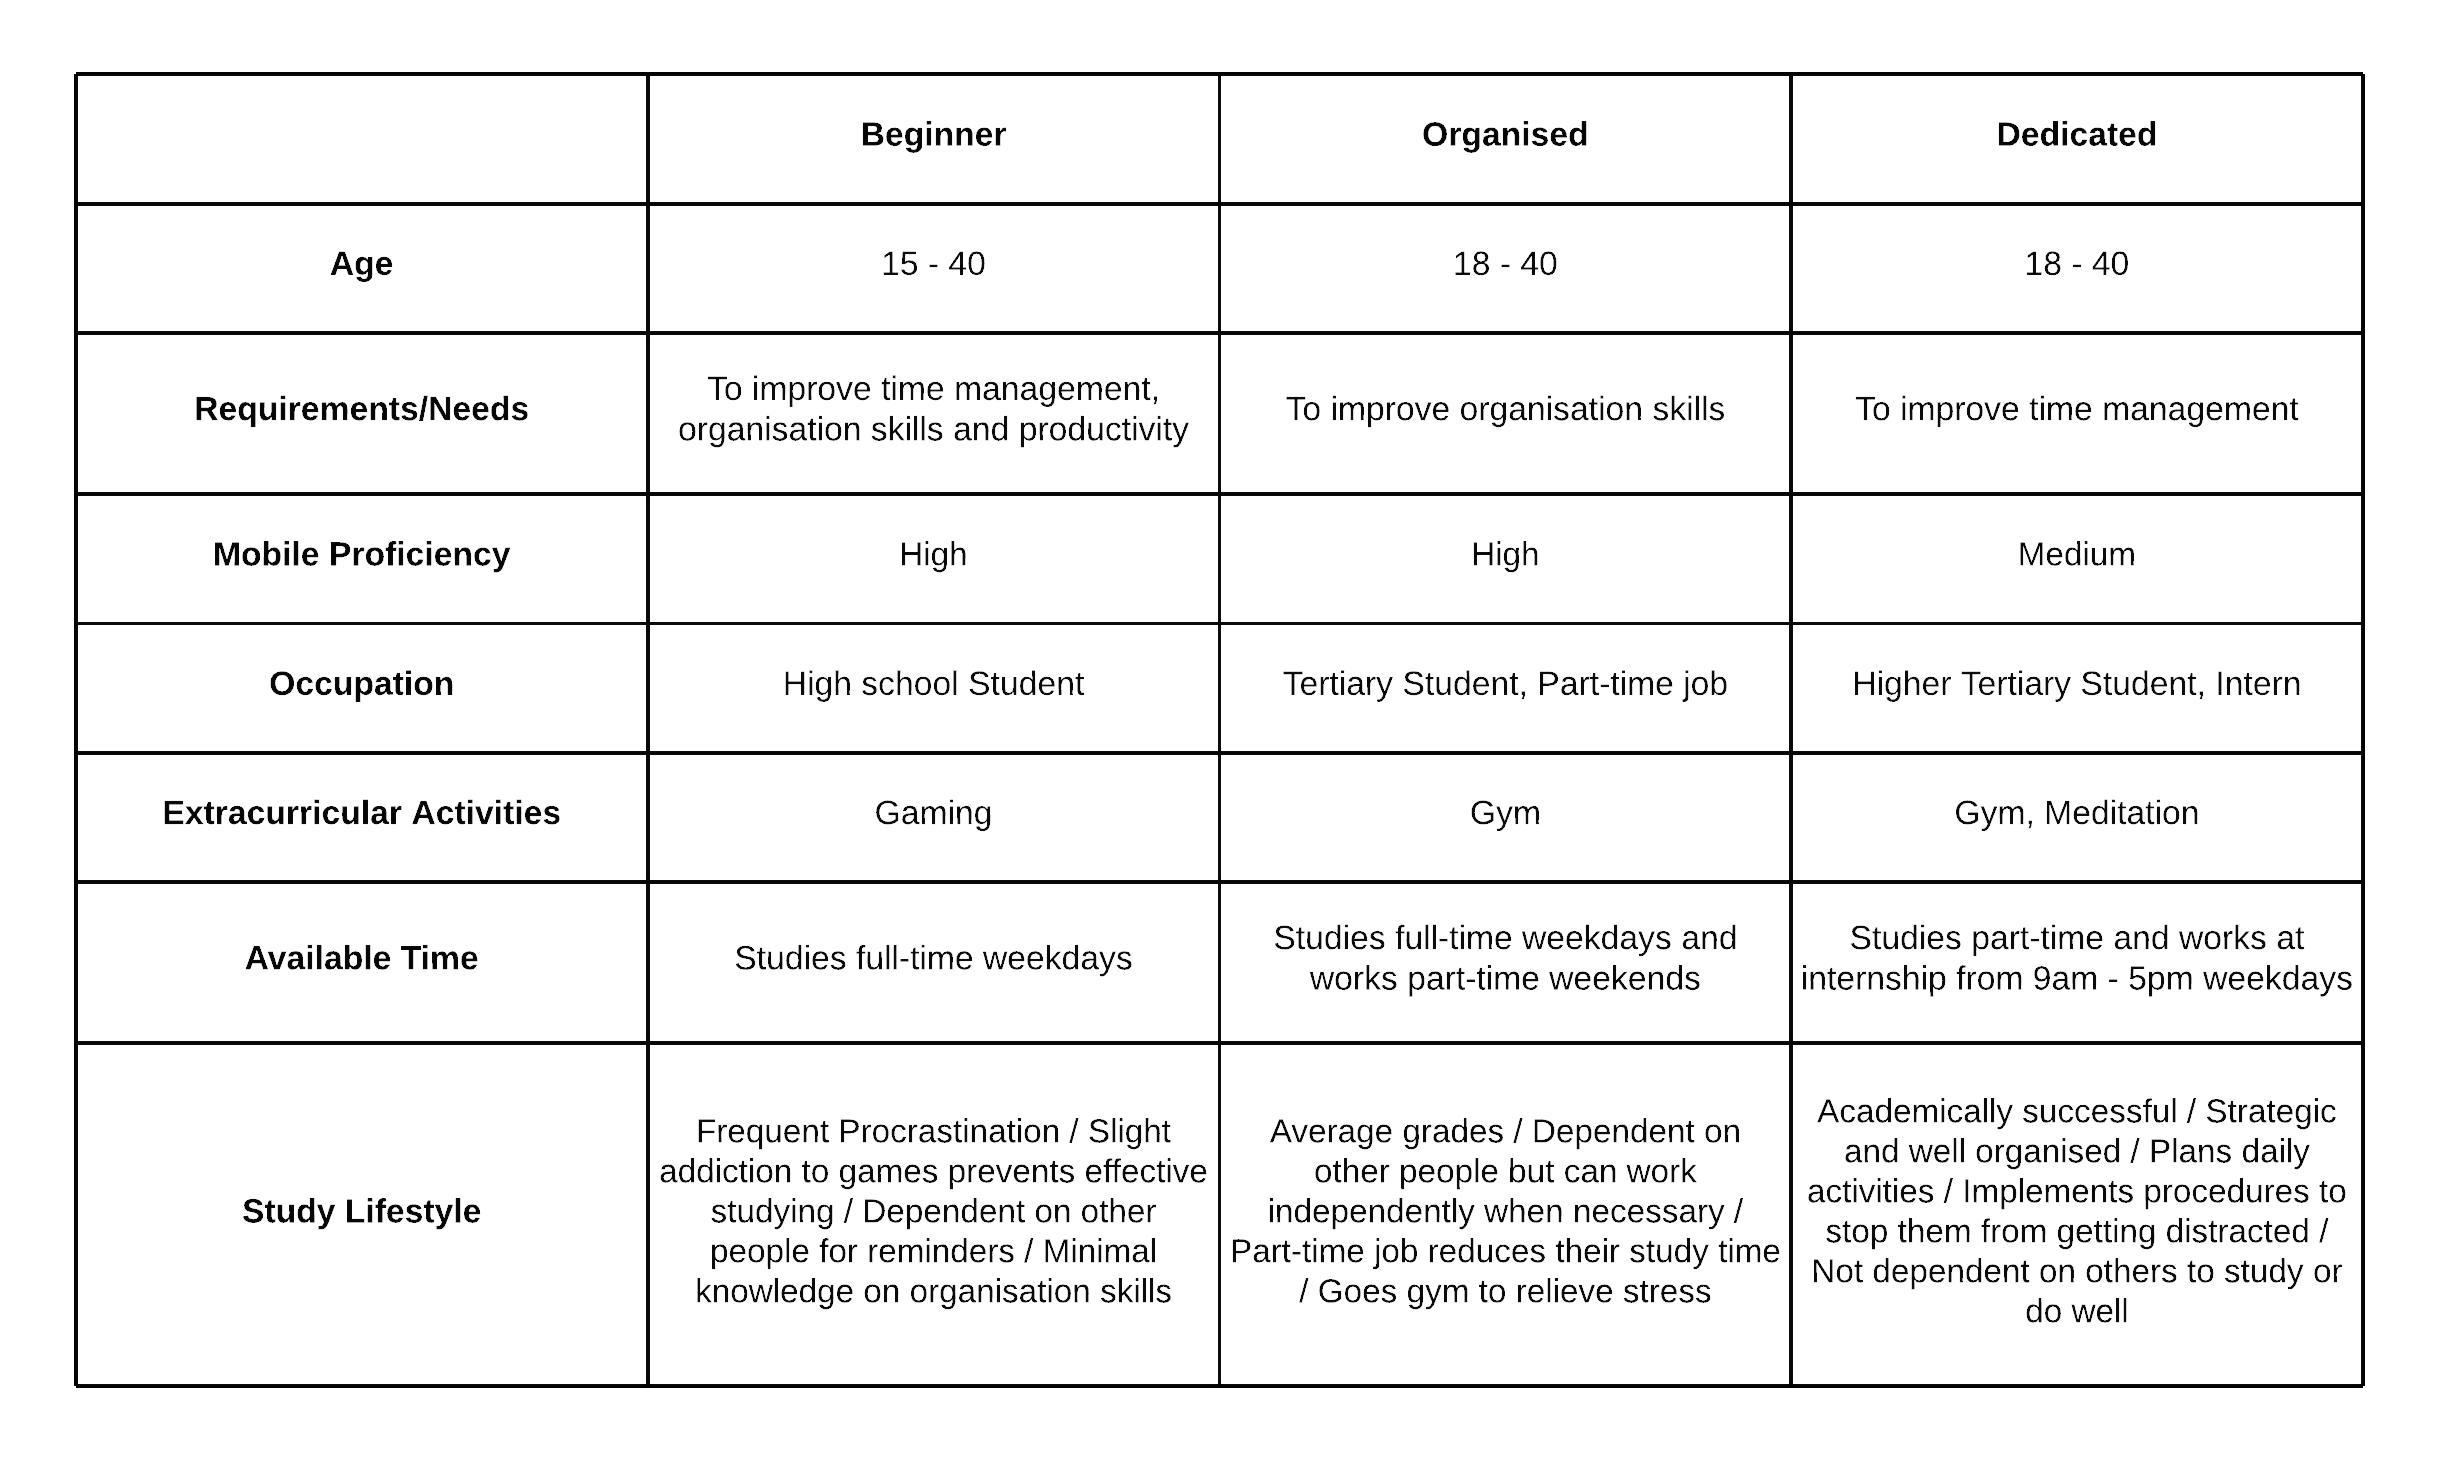 Beginner
Organised
Dedicated
Age
15 - 40
18 - 40
18 - 40
Requirements/Needs
To improve time management,
organisation skills and productivity
To improve organisation skills
To improve time management
Mobile Proficiency
High
High
Medium
Occupation
High school Student
Tertiary Student, Part-time job
Higher Tertiary Student, Intern
Extracurricular Activities
Gaming
Gym
Gym, Meditation
Available Time
Studies full-time weekdays
Studies full-time weekdays and
works part-time weekends
Studies part-time and works at
internship from 9am - 5pm weekdays
Study Lifestyle
Frequent Procrastination / Slight
addiction to games prevents effective
studying / Dependent on other
people for reminders / Minimal
knowledge on organisation skills
Average grades / Dependent on
other people but can work
independently when necessary /
Part-time job reduces their study time
/ Goes gym to relieve stress
Academically successful / Strategic
and well organised / Plans daily
activities / Implements procedures to
stop them from getting distracted /
Not dependent on others to study or
do well